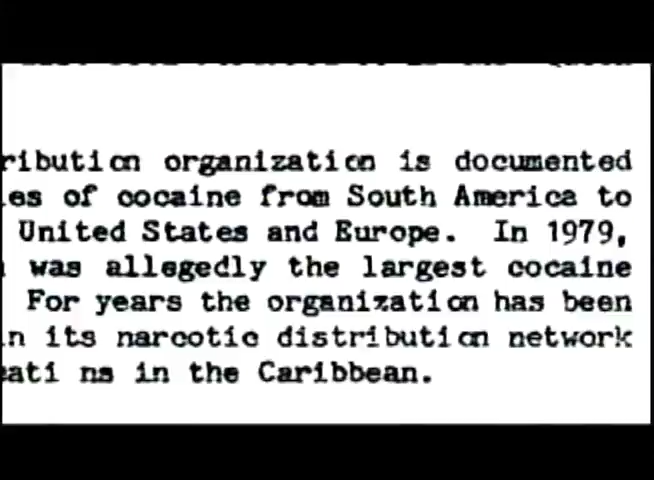 ribution organization is documented
es of cocaine from South America to
United States and Europe. In 1979,
was allegedly the largest cocaine
For years the organization has been
n its narcotic distribution network
ati ns in the Caribbean.